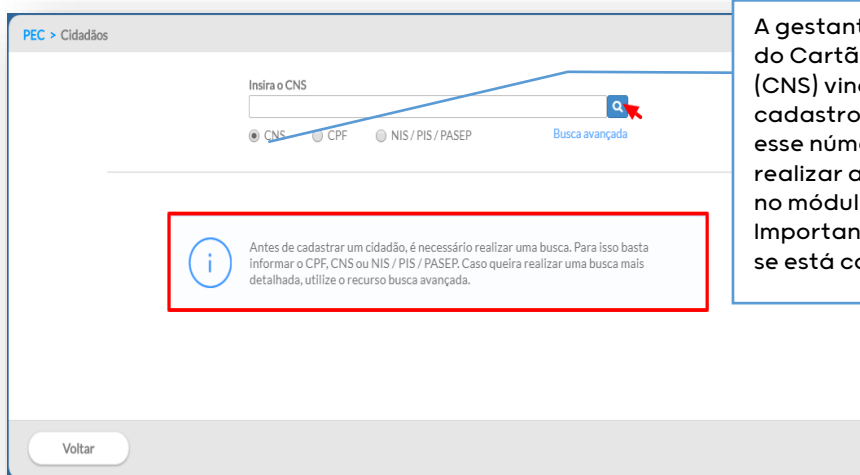 PEC > Cidadãos
Insira o CNS
CNS CPF NIS / PIS / PASEP Busca avançada
Antes de cadastrar um cidadão, é necessário realizar uma busca. Para isso basta
informar o CPF, CNS ou NIS / PIS / PASEP. Caso queira realizar uma busca mais
detalhada, utilize o recurso busca avançada.
Voltar
A gestant
do Cartã
(CNS) vin
cadastro
esse núm
realizar a
no módul
Importan
se está c